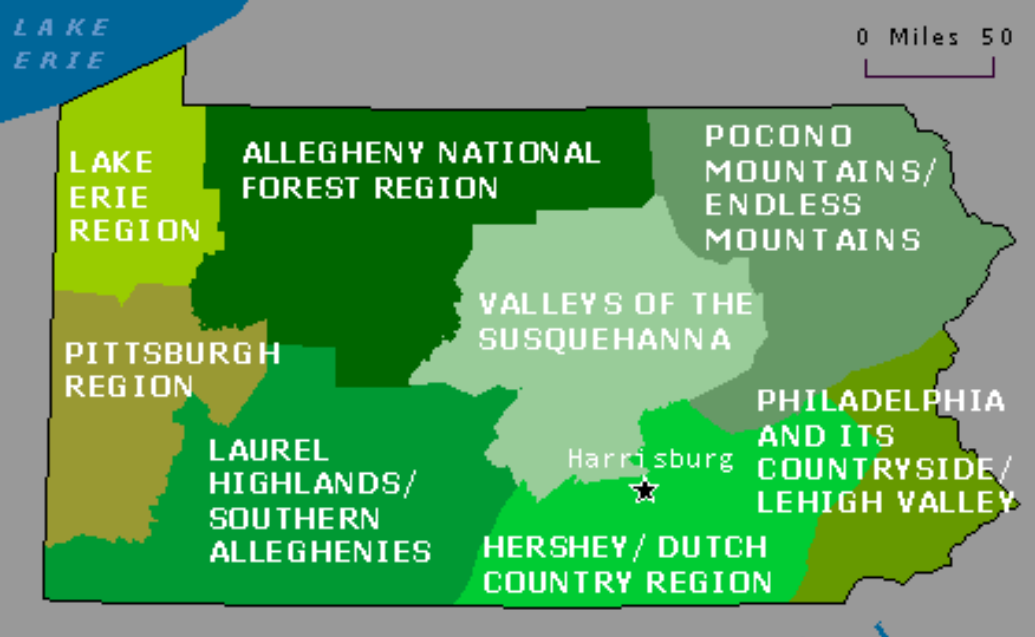 LAKE
ERIE
0 Miles 50
LAKE
ERIE
REGION
ALLEGHENY NATIONAL
FOREST REGION
POCONO
MOUNTAINS/
ENDLESS
MOUNTAINS
VALLEYS OF THE
SUSQUEHANNA
PITTSBURGH
REGION
PHILADELPHIA
AND ITS
COUNTRYSIDE/
LEHIGH VALLEY
LAUREL
HIGHLANDS/
SOUTHERN
ALLEGHENIES
Harrisburg
HERSHEY/ DUTCH
COUNTRY REGION